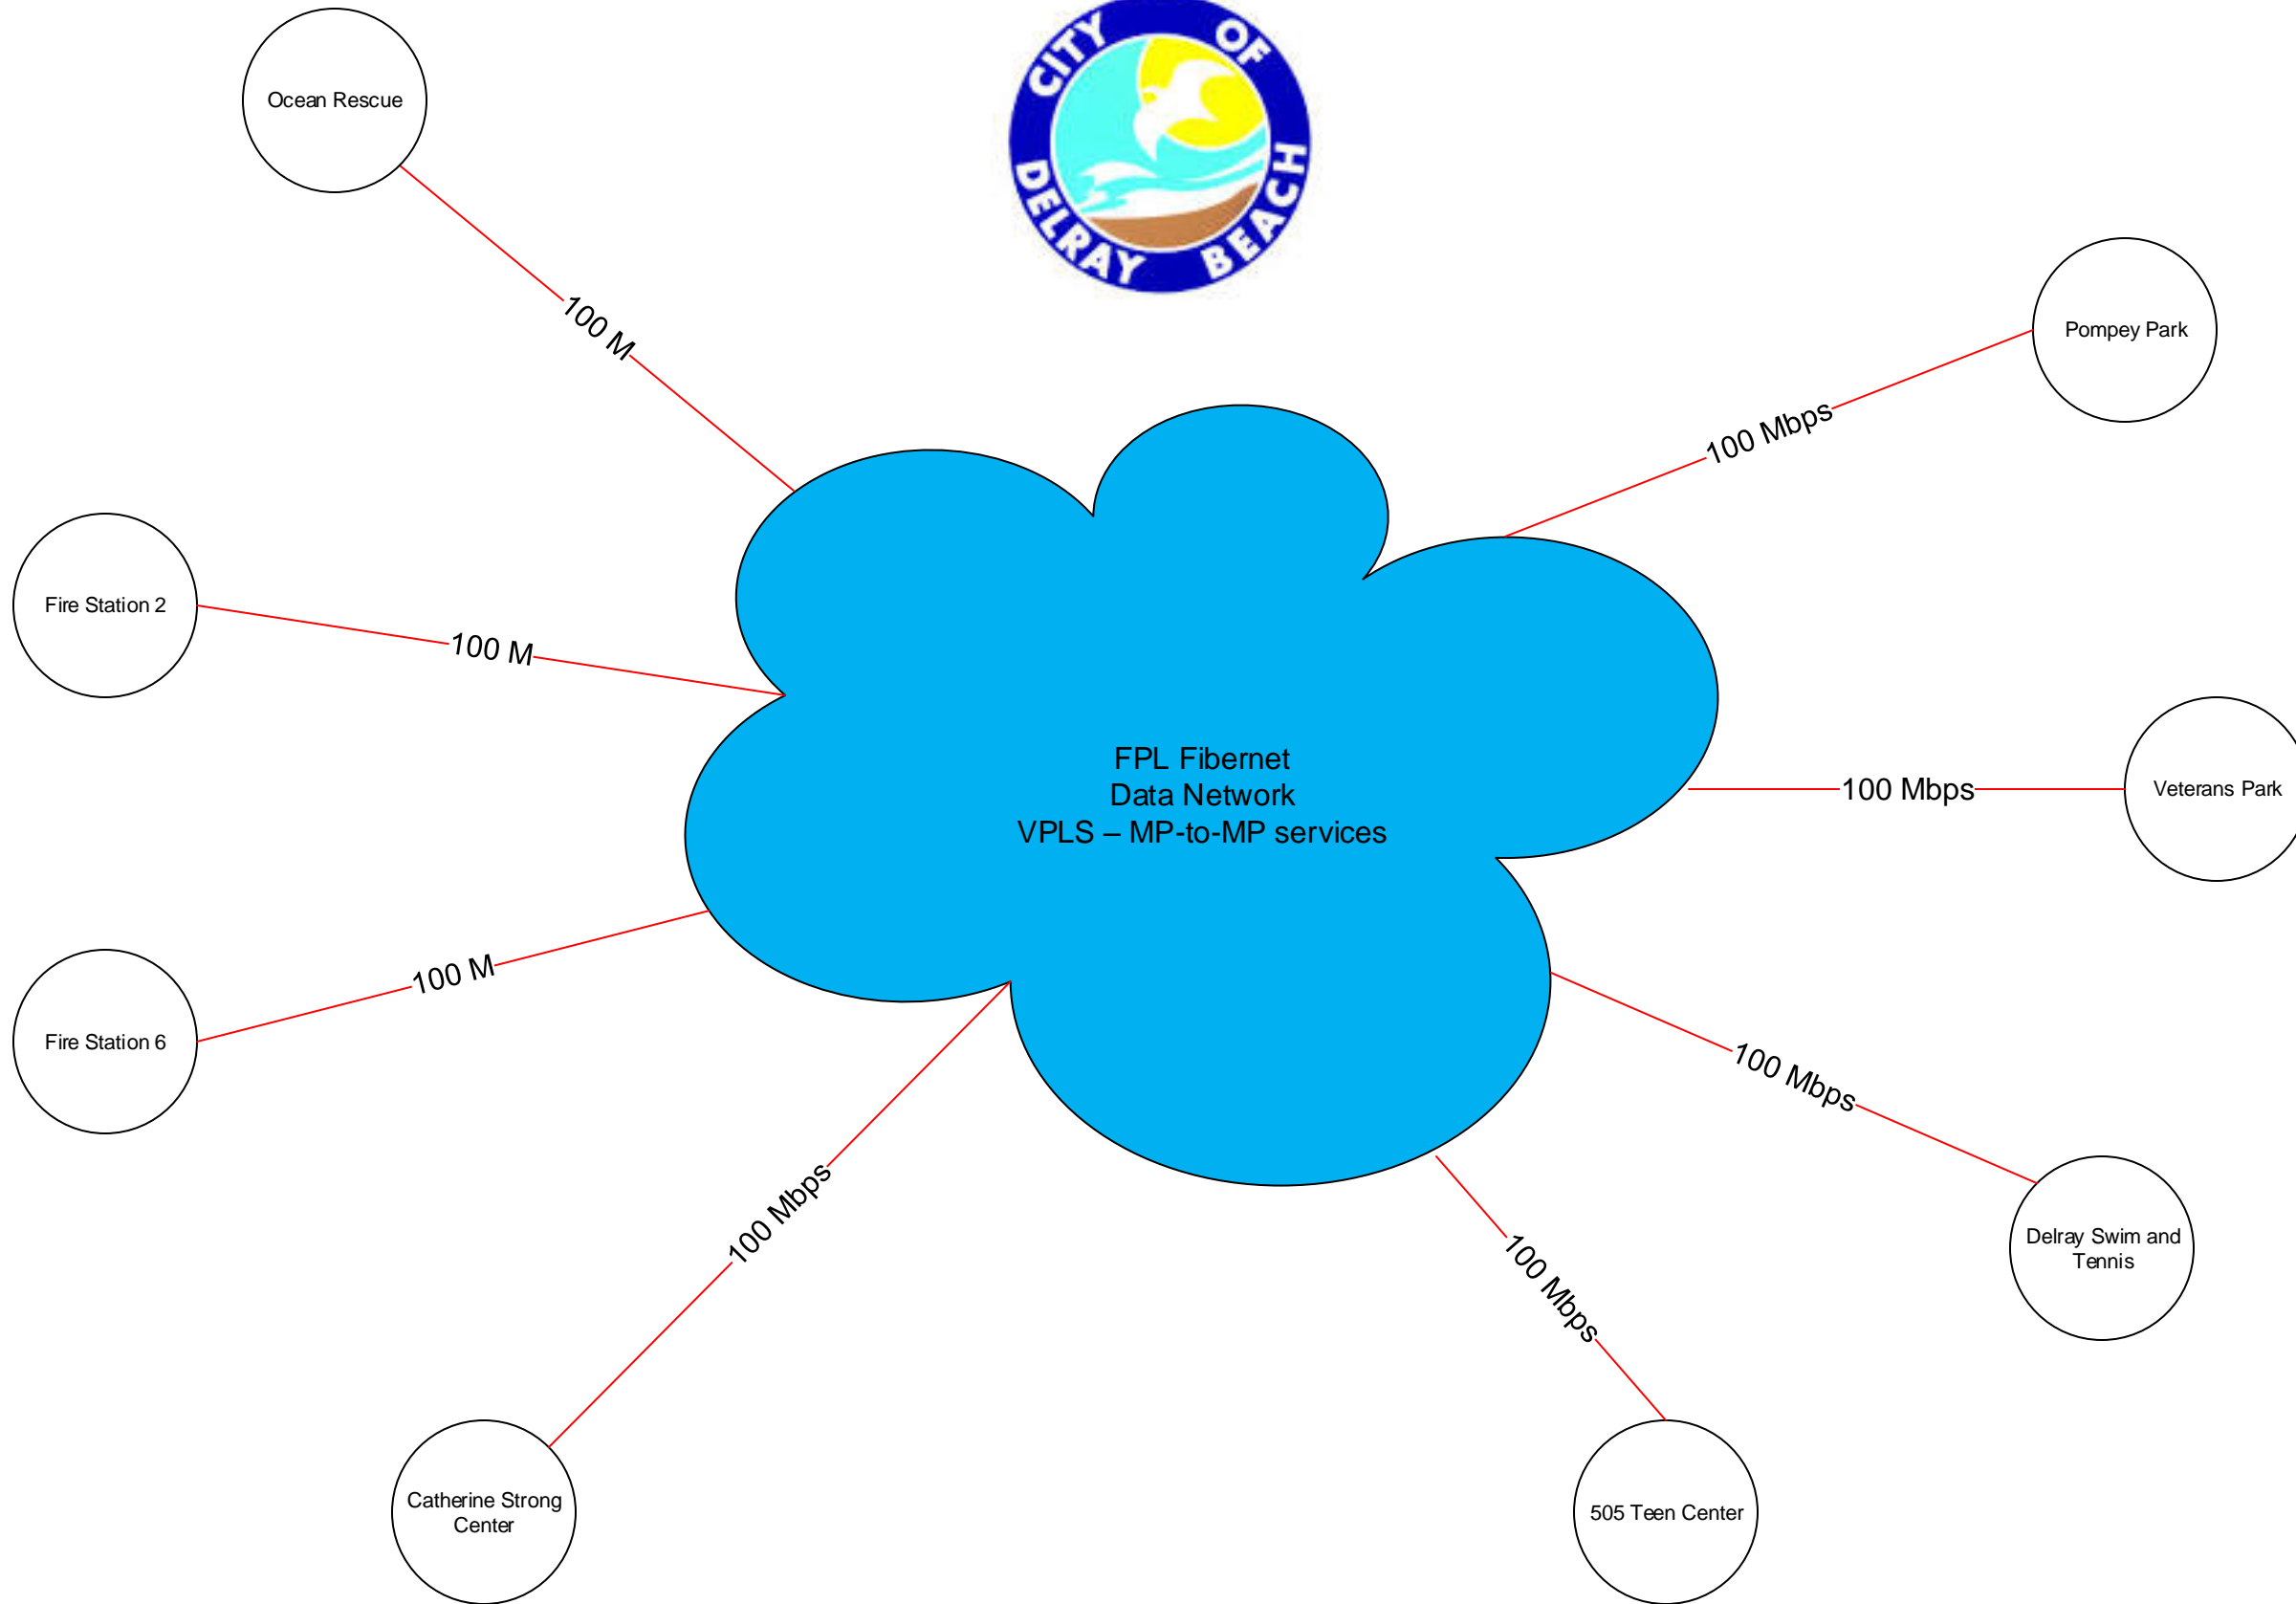 CITY OF
DELRAY BEACH
Ocean Rescue
100 M
Pompey Park
100 Mbps
Fire Station 2
100 M
FPL Fibernet
Data Network
VPLS – MP-to-MP services
100 Mbps
Veterans Park
Fire Station 6
100 M
100 Mbps
Delray Swim and
Tennis
100 Mbps
Catherine Strong
Center
100 Mbps
505 Teen Center